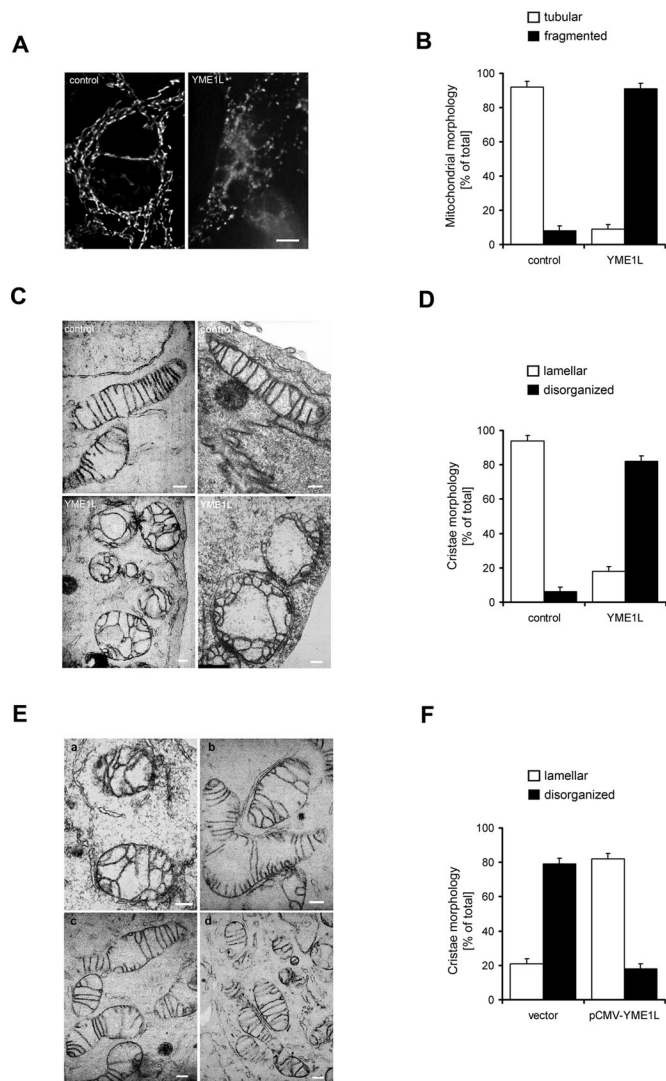 A
control
YME1L
B
tubular
fragmented
Mitochondrial morphology
[% of total]
100
80
60
40
20
0
control
YME1L
C
control
control
YME1L
YME1L
D
lamellar
disorganized
Cristae morphology
[% of total]
100
80
60
40
20
0
control
YME1L
E
a
b
c
d
F
lamellar
disorganized
Cristae morphology
[% of total]
100
80
60
40
20
0
vector
pCMV-YME1L